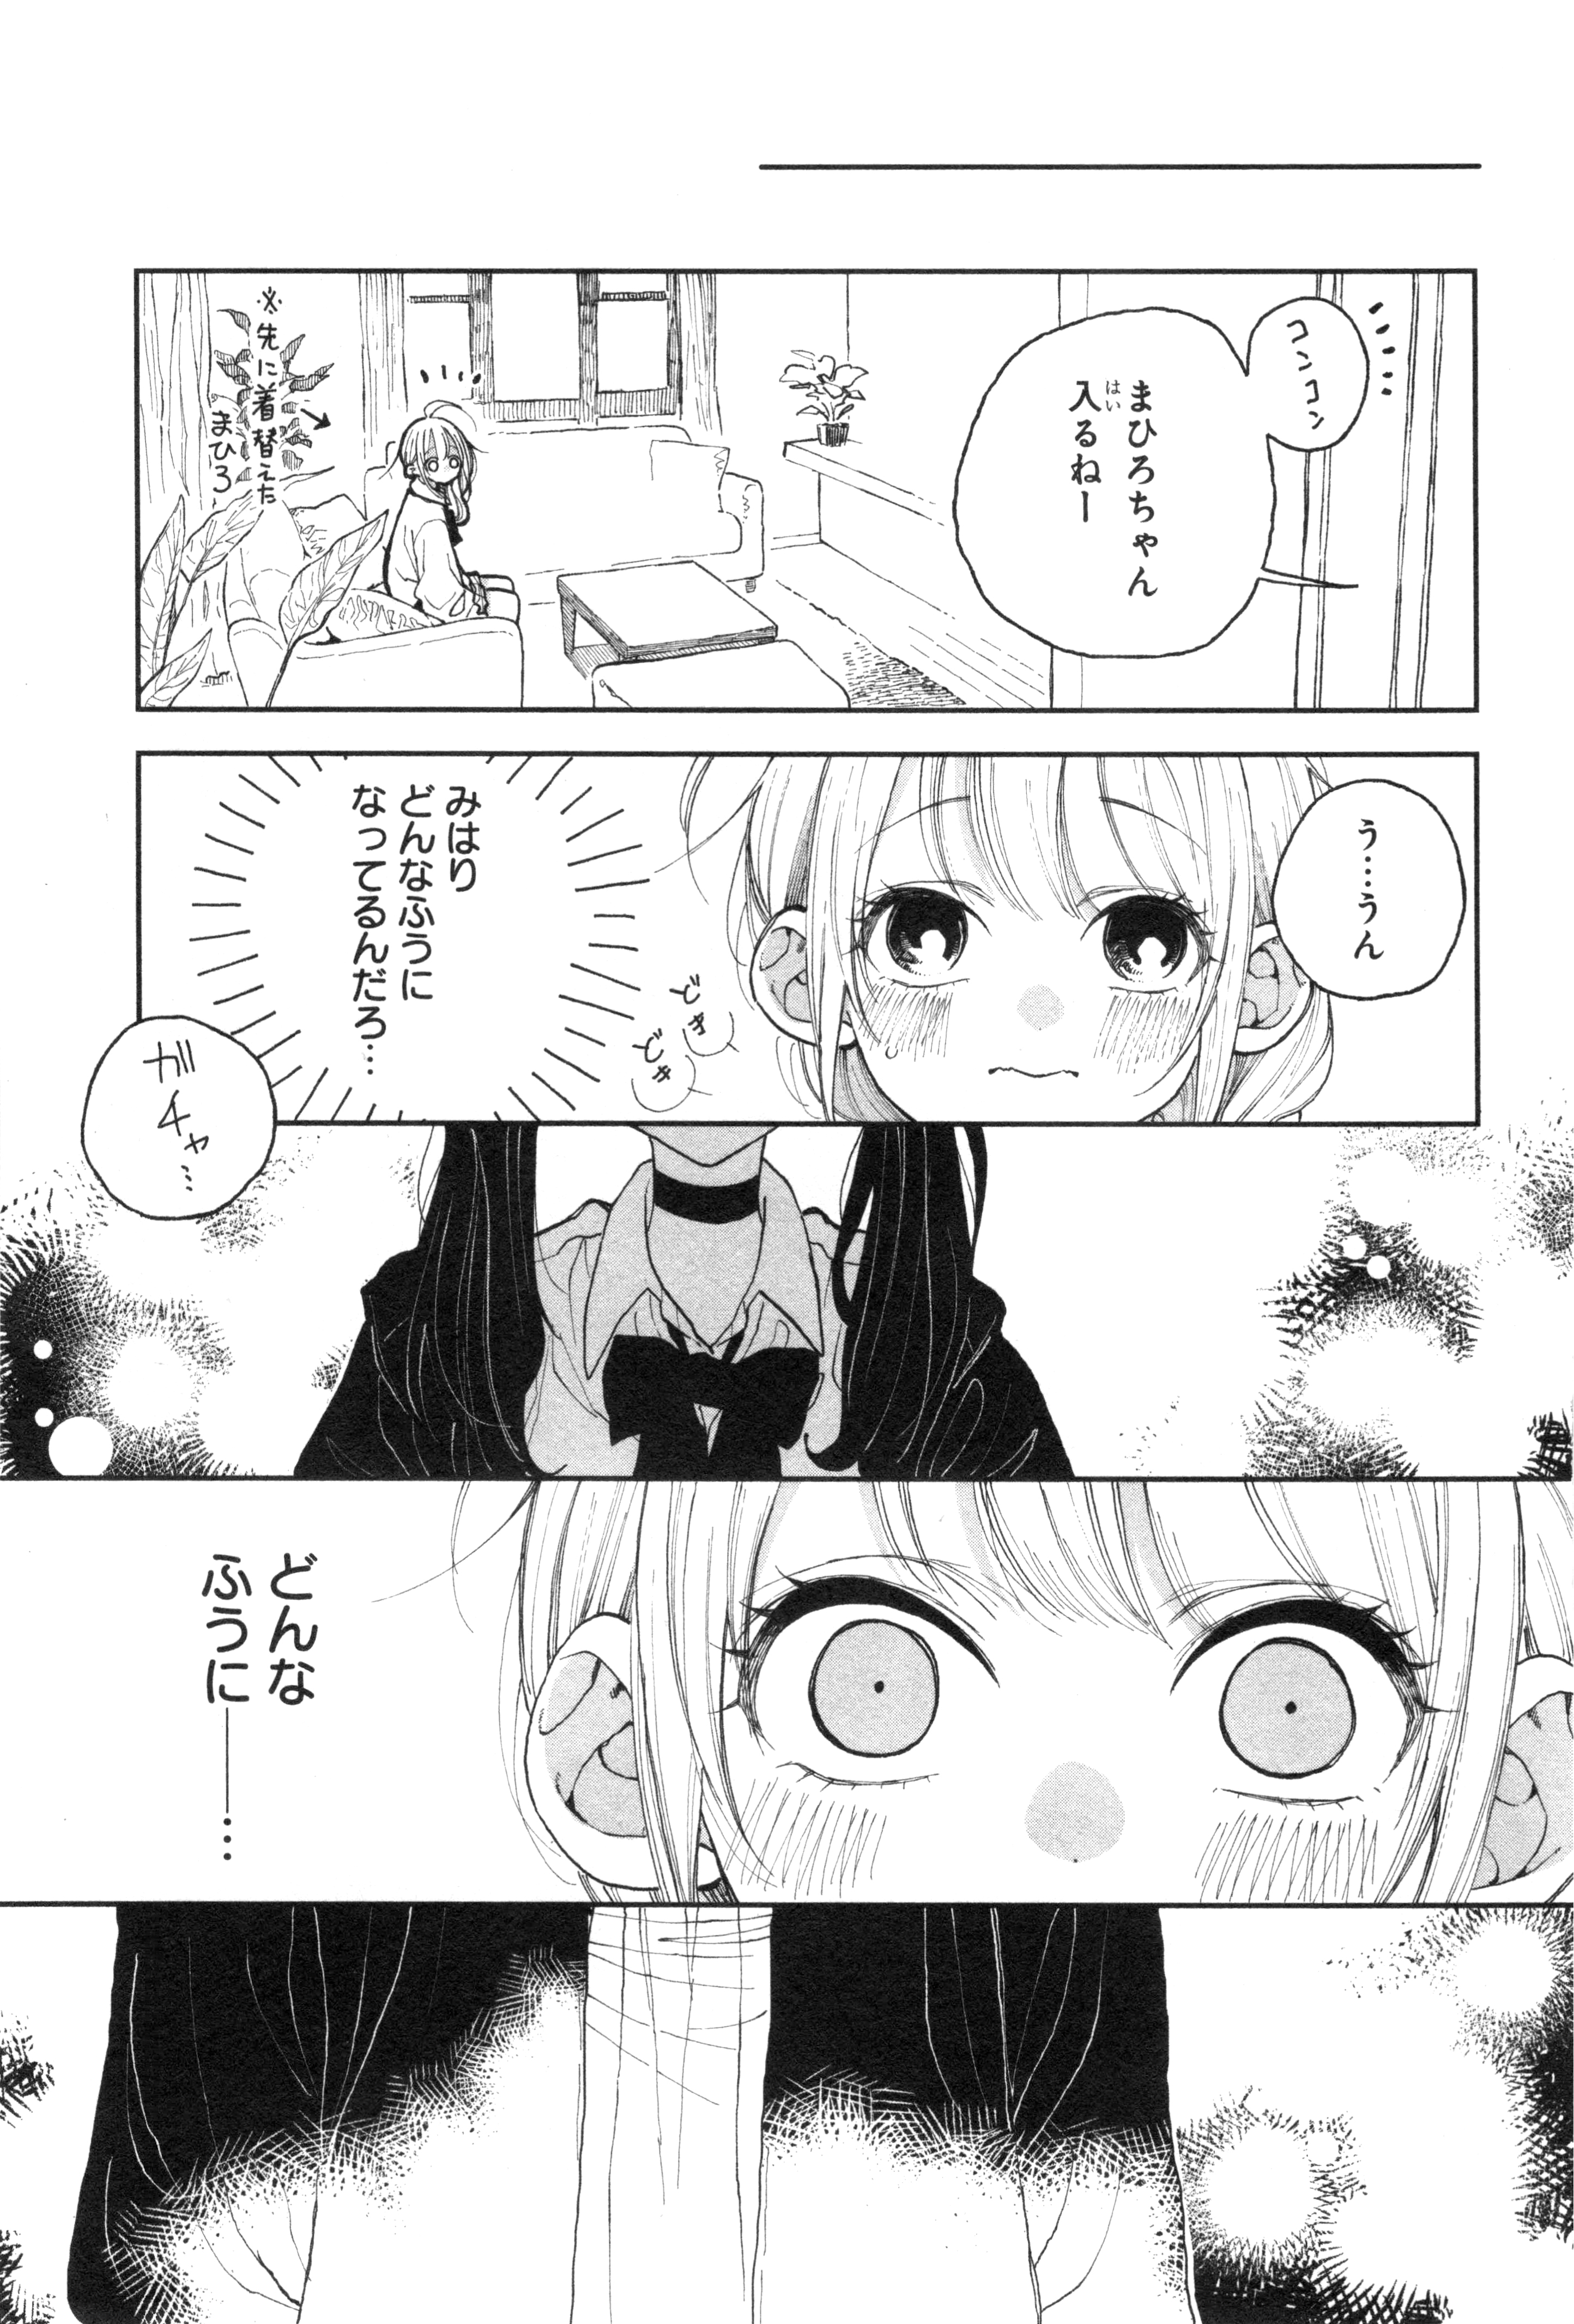 コンコン
まひろちゃん
入るねー
はい
※先に着替えた
まひろ
う…うん
どき
どき
みはり
どんなふうに
なってるんだろ…
ガチャ…
どんな
ふうに――…